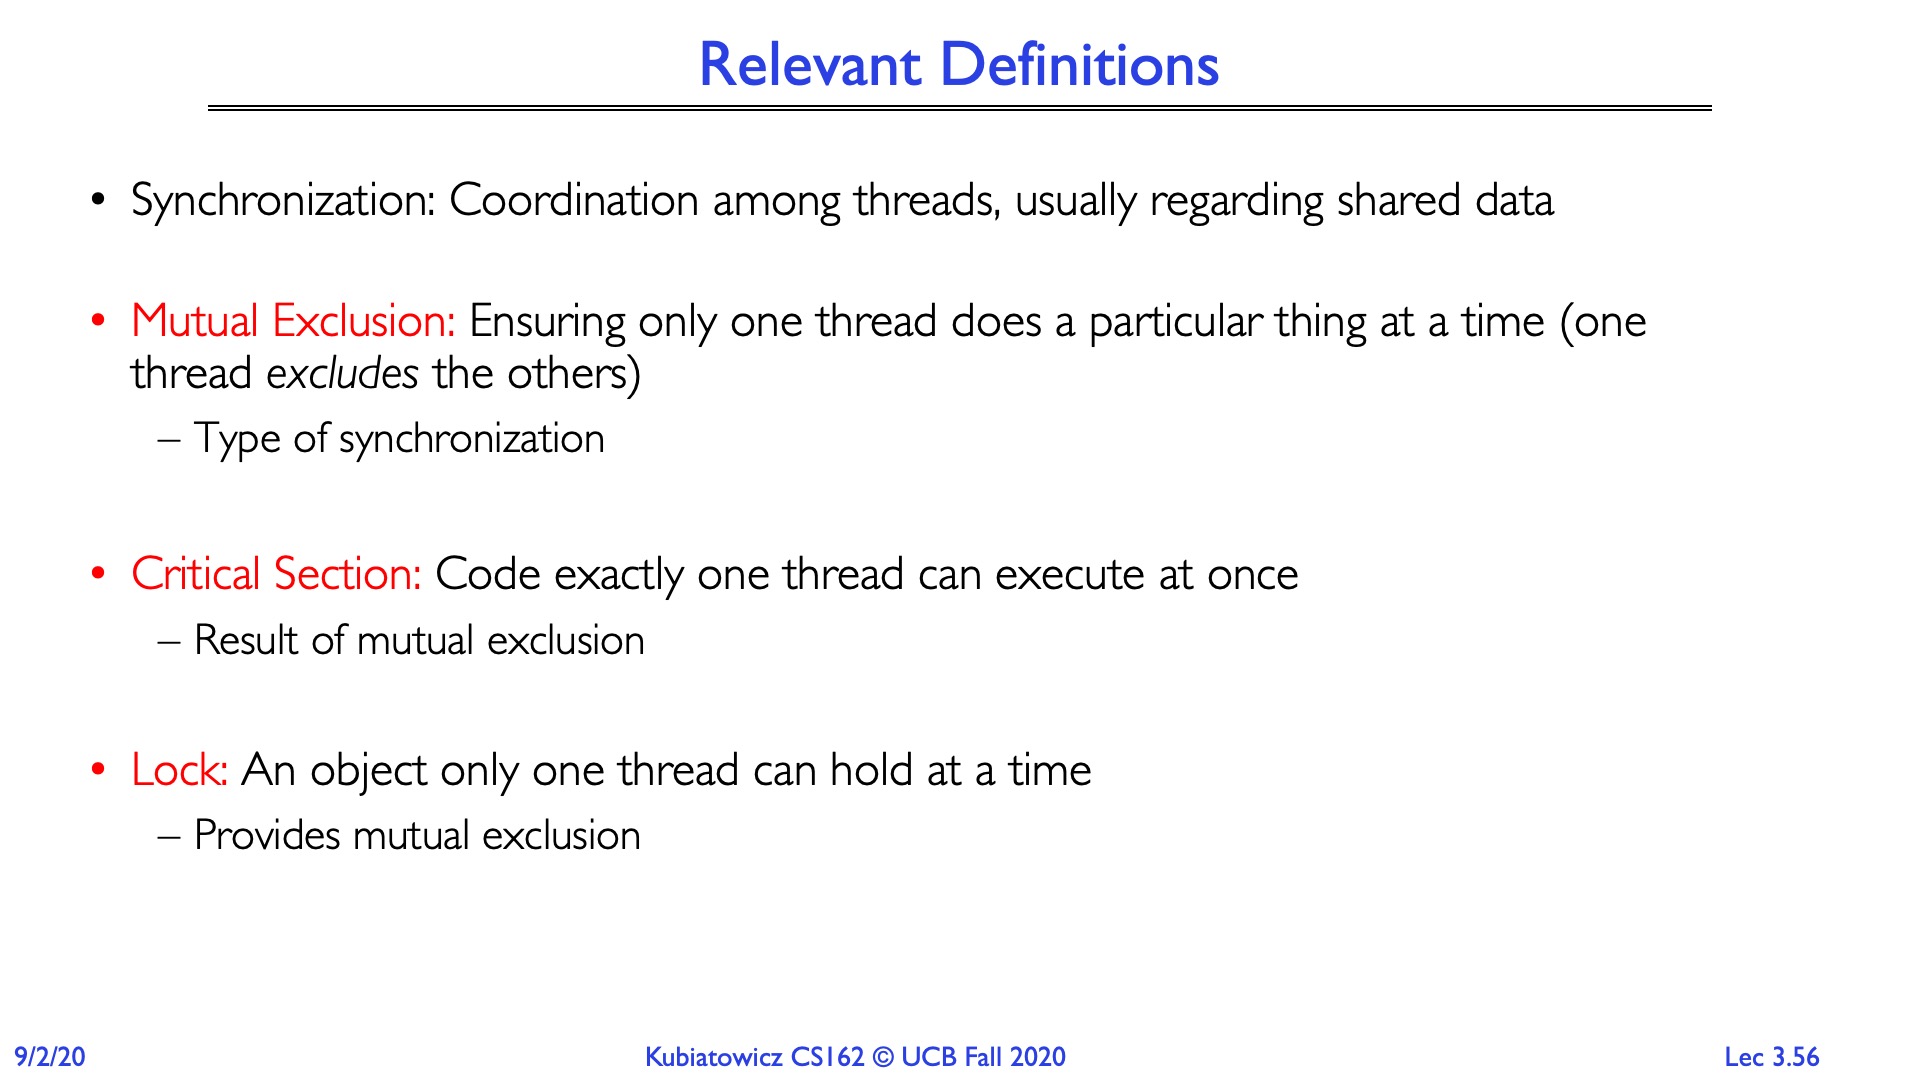 Relevant Definitions
• Synchronization: Coordination among threads, usually regarding shared data
• Mutual Exclusion: Ensuring only one thread does a particular thing at a time (one
thread excludes the others)
– Type of synchronization
• Critical Section: Code exactly one thread can execute at once
– Result of mutual exclusion
• Lock: An object only one thread can hold at a time
– Provides mutual exclusion
9/2/20
Kubiatowicz CS162 © UCB Fall 2020
Lec 3.56